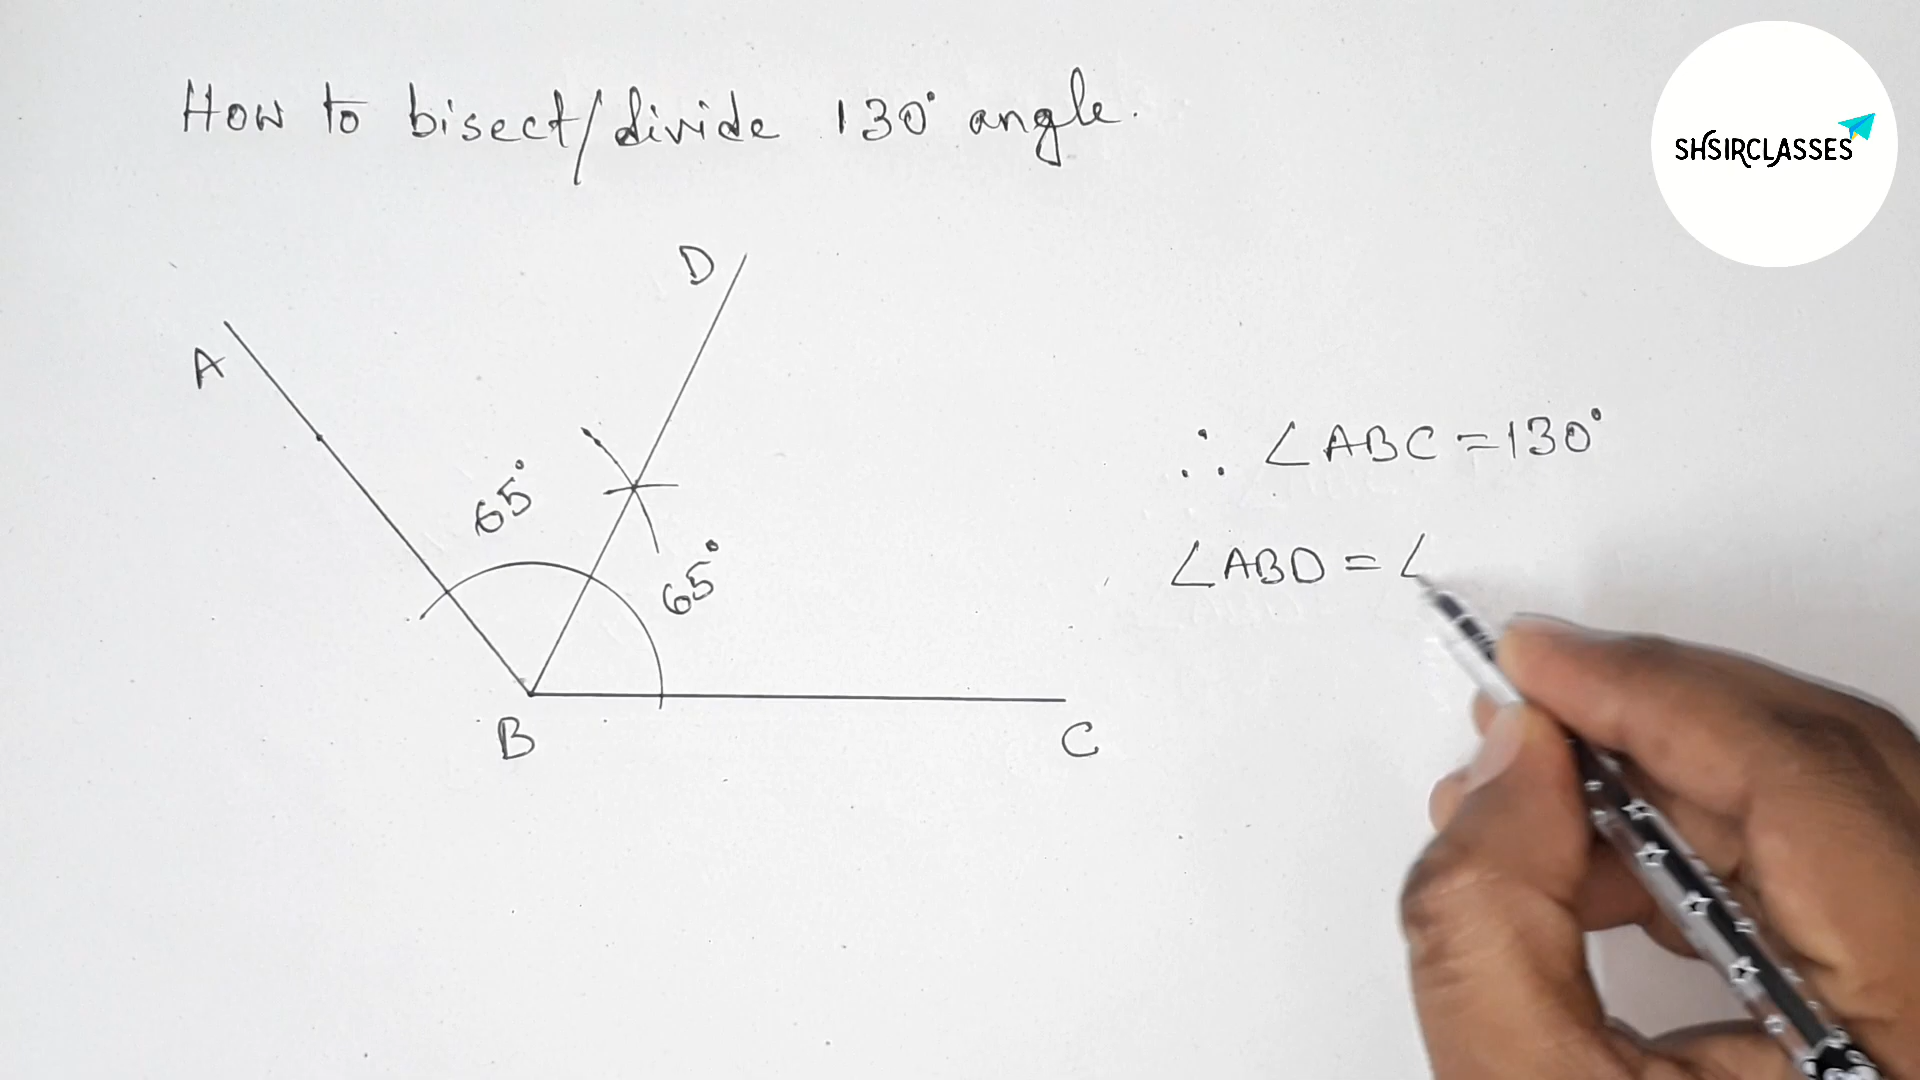 How to bisect/divide 130° angle.
SHSIRCLASSES
D
A
65°
65°
∴ ∠ABC = 130°
∠ABD = ∠
B
C